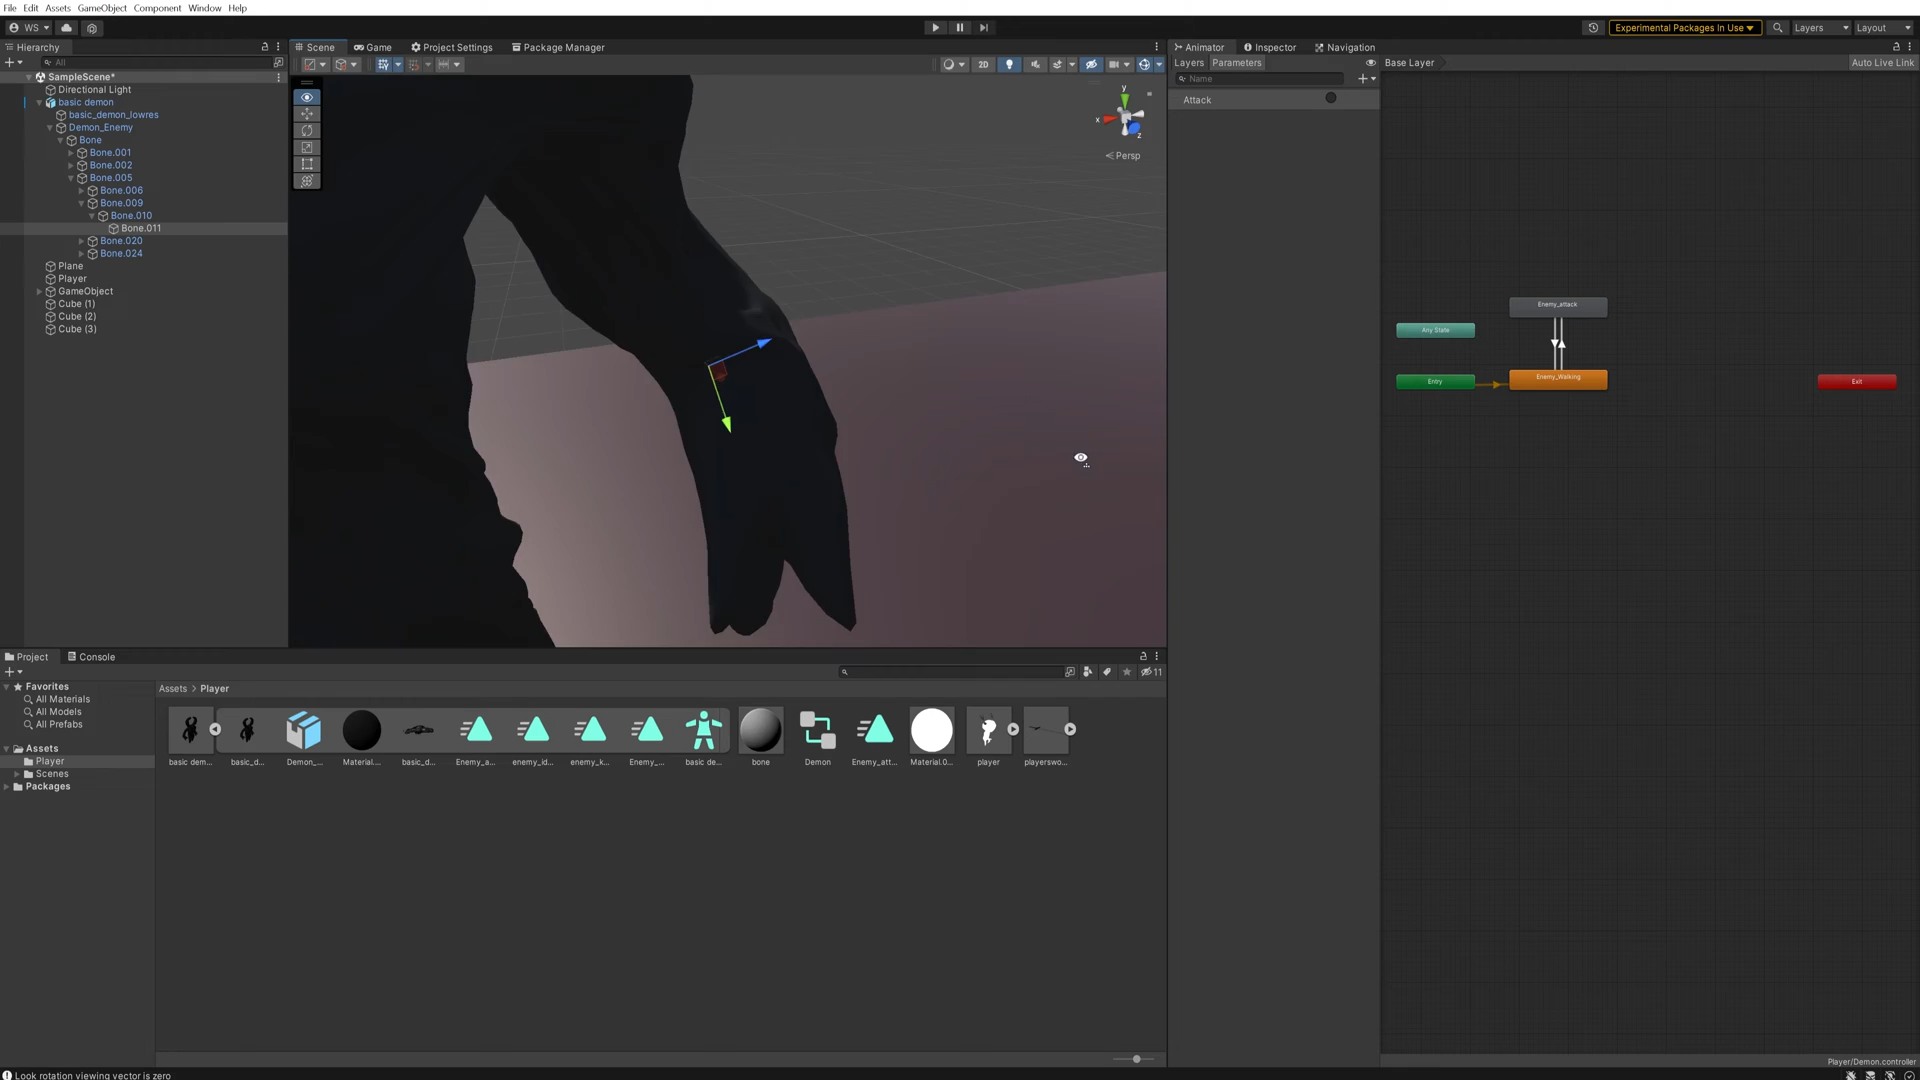 File Edit Assets GameObject Component Window Help
WS
Experimental Packages In Use
Layers
Layout
Hierarchy
All
SampleScene*
Directional Light
basic demon
basic_demon_lowres
Demon_Enemy
Bone
Bone.001
Bone.002
Bone.005
Bone.006
Bone.009
Bone.010
Bone.011
Bone.020
Bone.024
Plane
Player
GameObject
Cube (1)
Cube (2)
Cube (3)
Scene
Game
Project Settings
Package Manager
2D
y
x
z
Persp
Animator
Inspector
Navigation
Layers
Parameters
Base Layer
Auto Live Link
Name
Attack
Enemy_attack
Any State
Entry
Enemy_Walking
Exit
Player/Demon.controller
Project
Console
11
Favorites
All Materials
All Models
All Prefabs
Assets
Player
Scenes
Packages
Assets > Player
basic dem...
basic_d...
Demon_...
Material....
basic_d...
Enemy_a...
enemy_id...
enemy_k...
Enemy_...
basic de...
bone
Demon
Enemy_att...
Material.0...
player
playerswo...
Look rotation viewing vector is zero